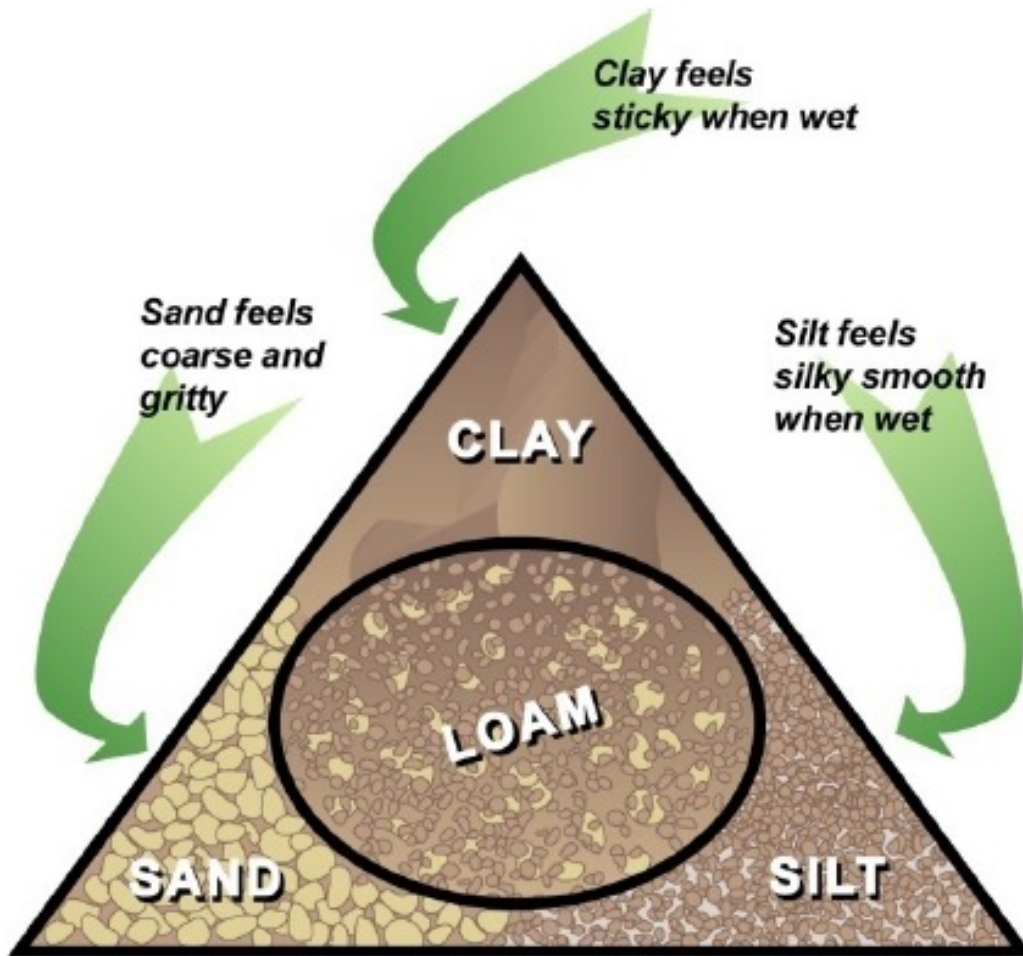 Clay feels
sticky when wet
Sand feels
coarse and
gritty
Silt feels
silky smooth
when wet
CLAY
LOAM
SAND
SILT